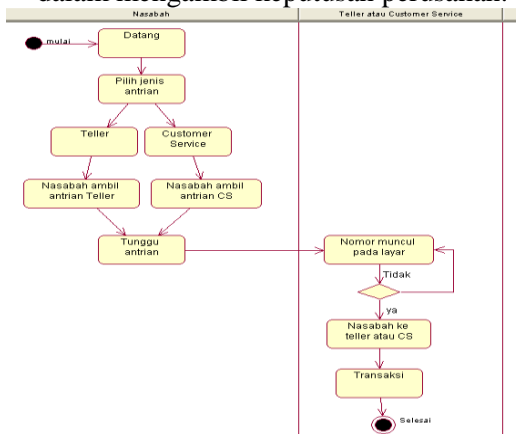 dalam mengambil keputusan perusahan.
Nasabah
Teller atau Customer Service
mulai
Datang
Pilih jenis
antrian
Teller
Customer
Service
Nasabah ambil
antrian Teller
Nasabah ambil
antrian CS
Tunggu
antrian
Nomor muncul
pada layar
Tidak
ya
Nasabah ke
teller atau CS
Transaksi
Selesai